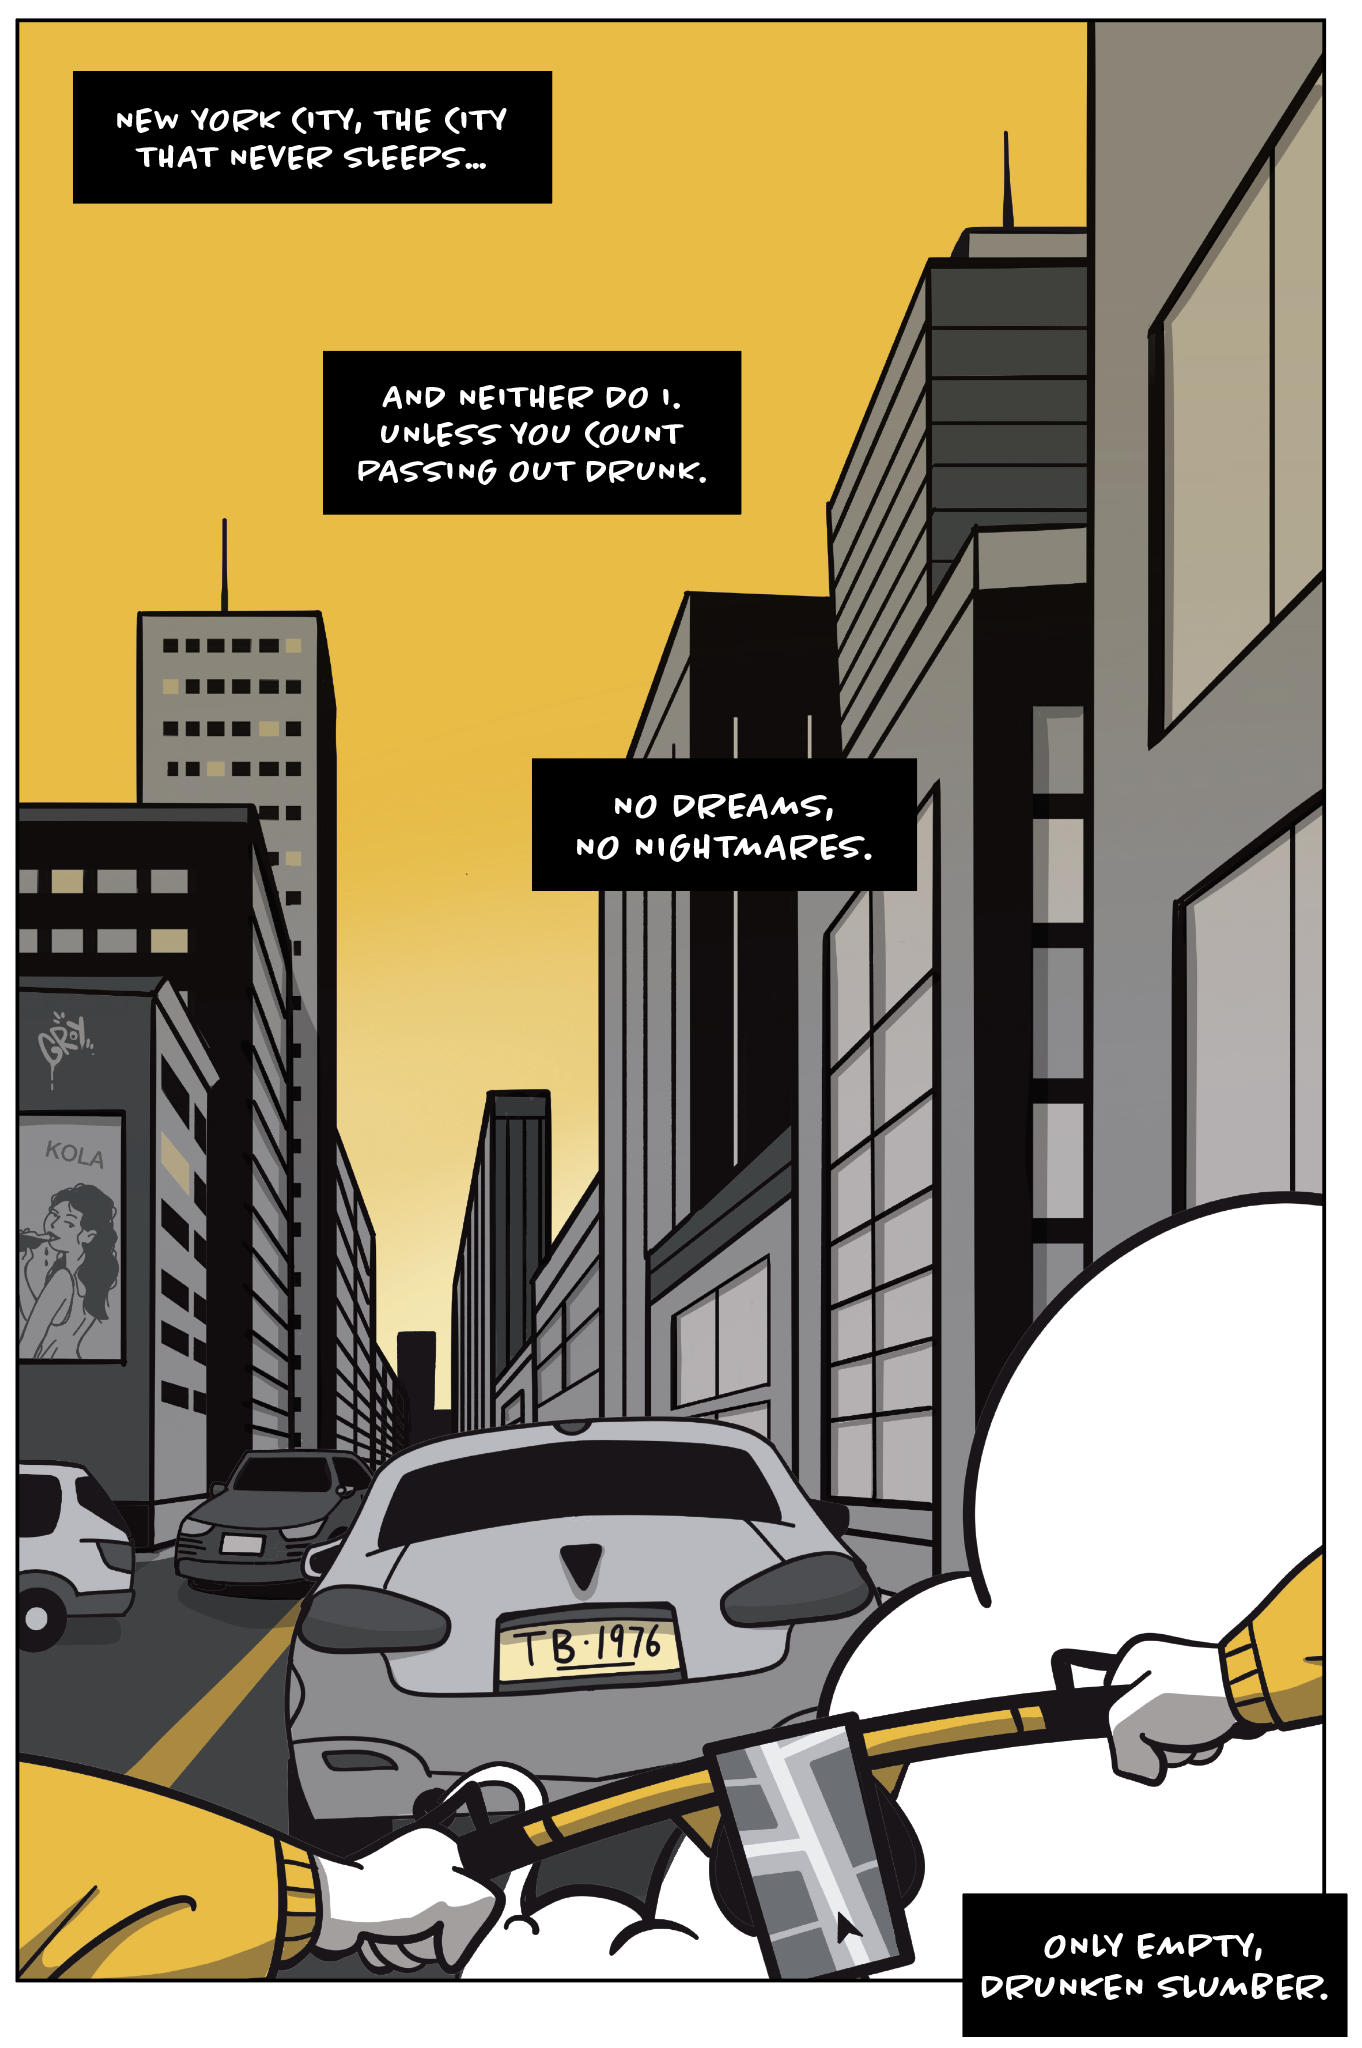 NEW YORK CITY, THE CITY
THAT NEVER SLEEPS...
AND NEITHER DO I.
UNLESS YOU COUNT
PASSING OUT DRUNK.
NO DREAMS,
NO NIGHTMARES.
GROY
KOLA
TB·1976
ONLY EMPTY,
DRUNKEN SLUMBER.